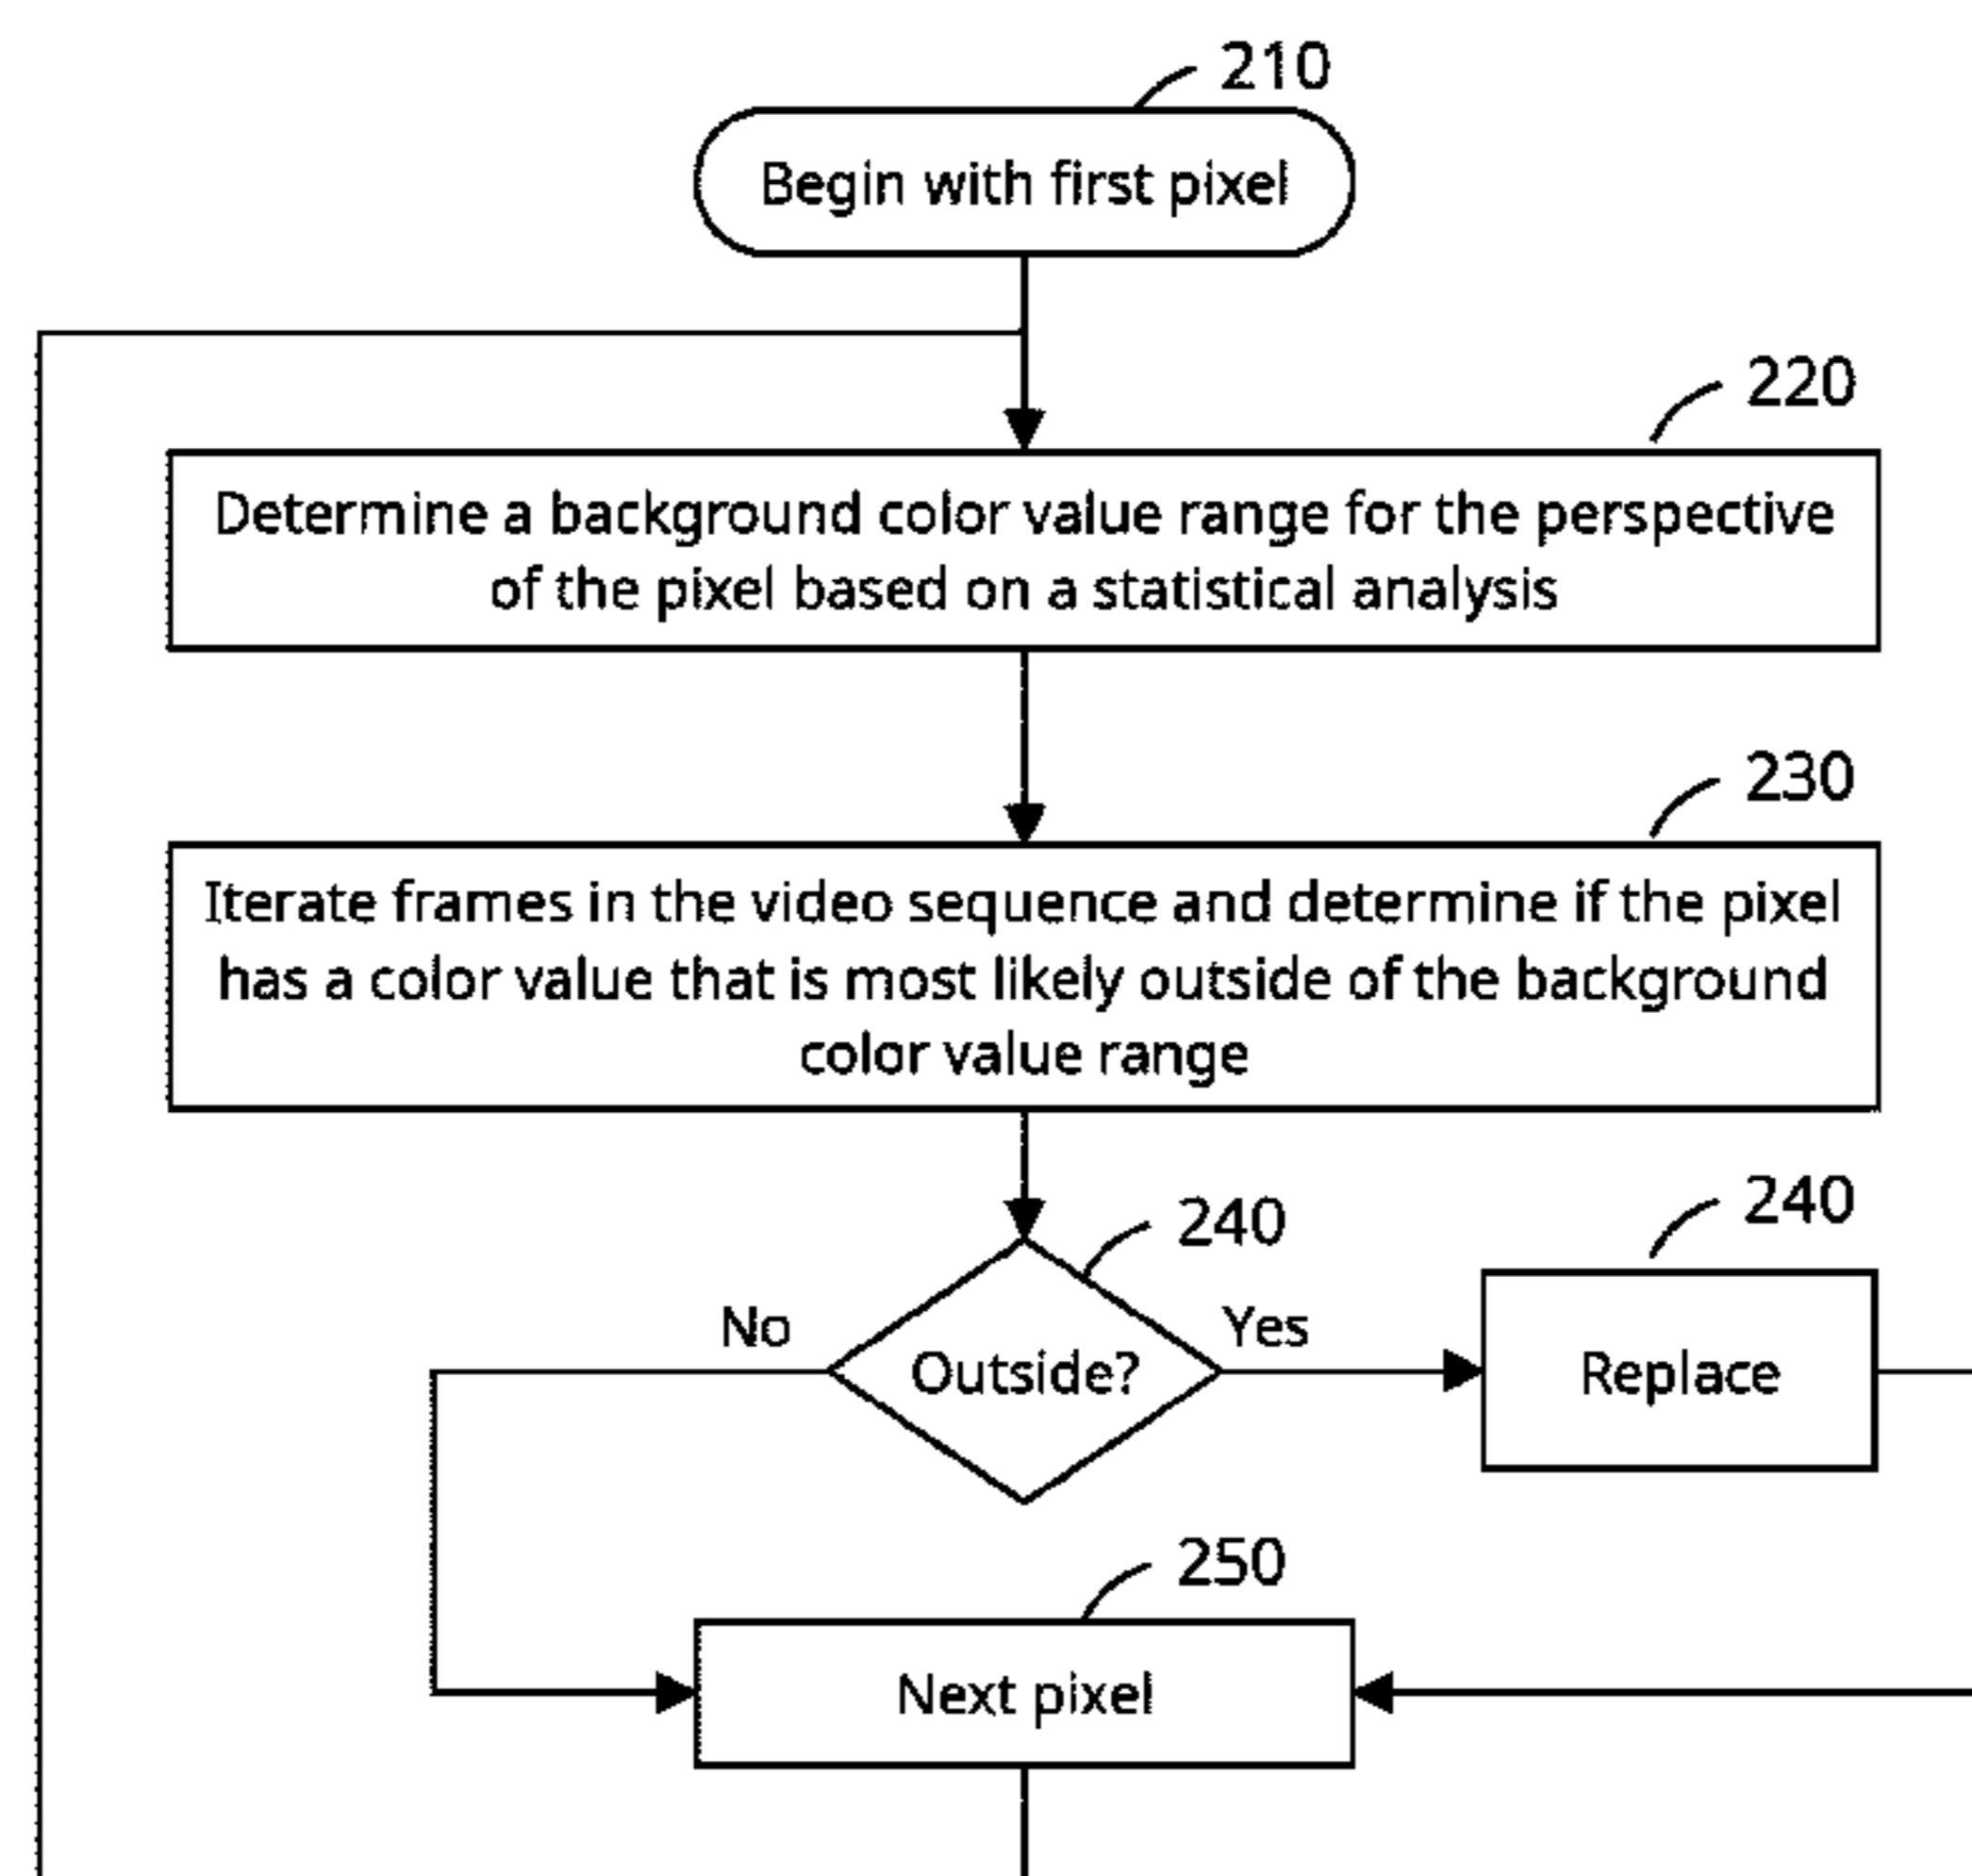 210
Begin with first pixel
220
Determine a background color value range for the perspective
of the pixel based on a statistical analysis
230
Iterate frames in the video sequence and determine if the pixel
has a color value that is most likely outside of the background
color value range
240
240
No
Yes
Outside?
Replace
250
Next pixel